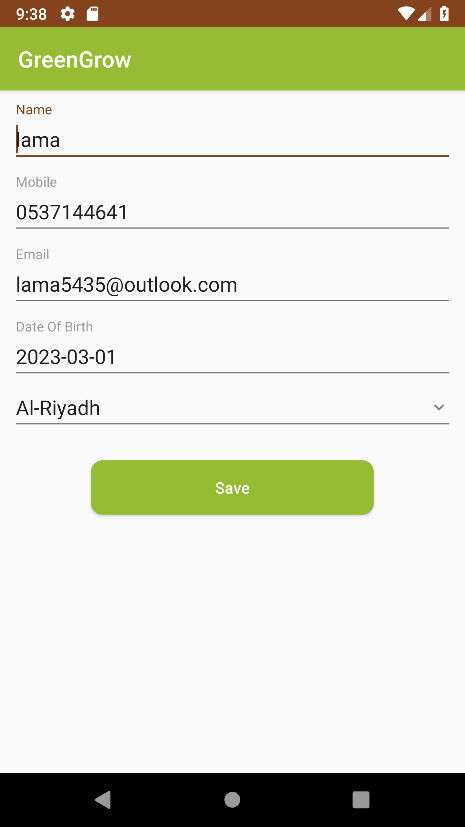 9:38
GreenGrow
Name
lama
Mobile
0537144641
Email
lama5435@outlook.com
Date Of Birth
2023-03-01
Al-Riyadh
Save